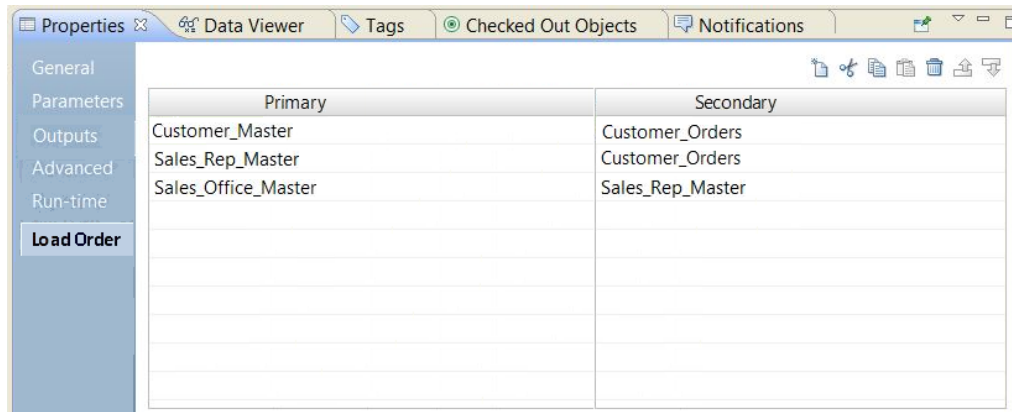 Properties Data Viewer Tags Checked Out Objects Notifications
General
Parameters
Outputs
Advanced
Run-time
Load Order
Primary Secondary
Customer_Master Customer_Orders
Sales_Rep_Master Customer_Orders
Sales_Office_Master Sales_Rep_Master